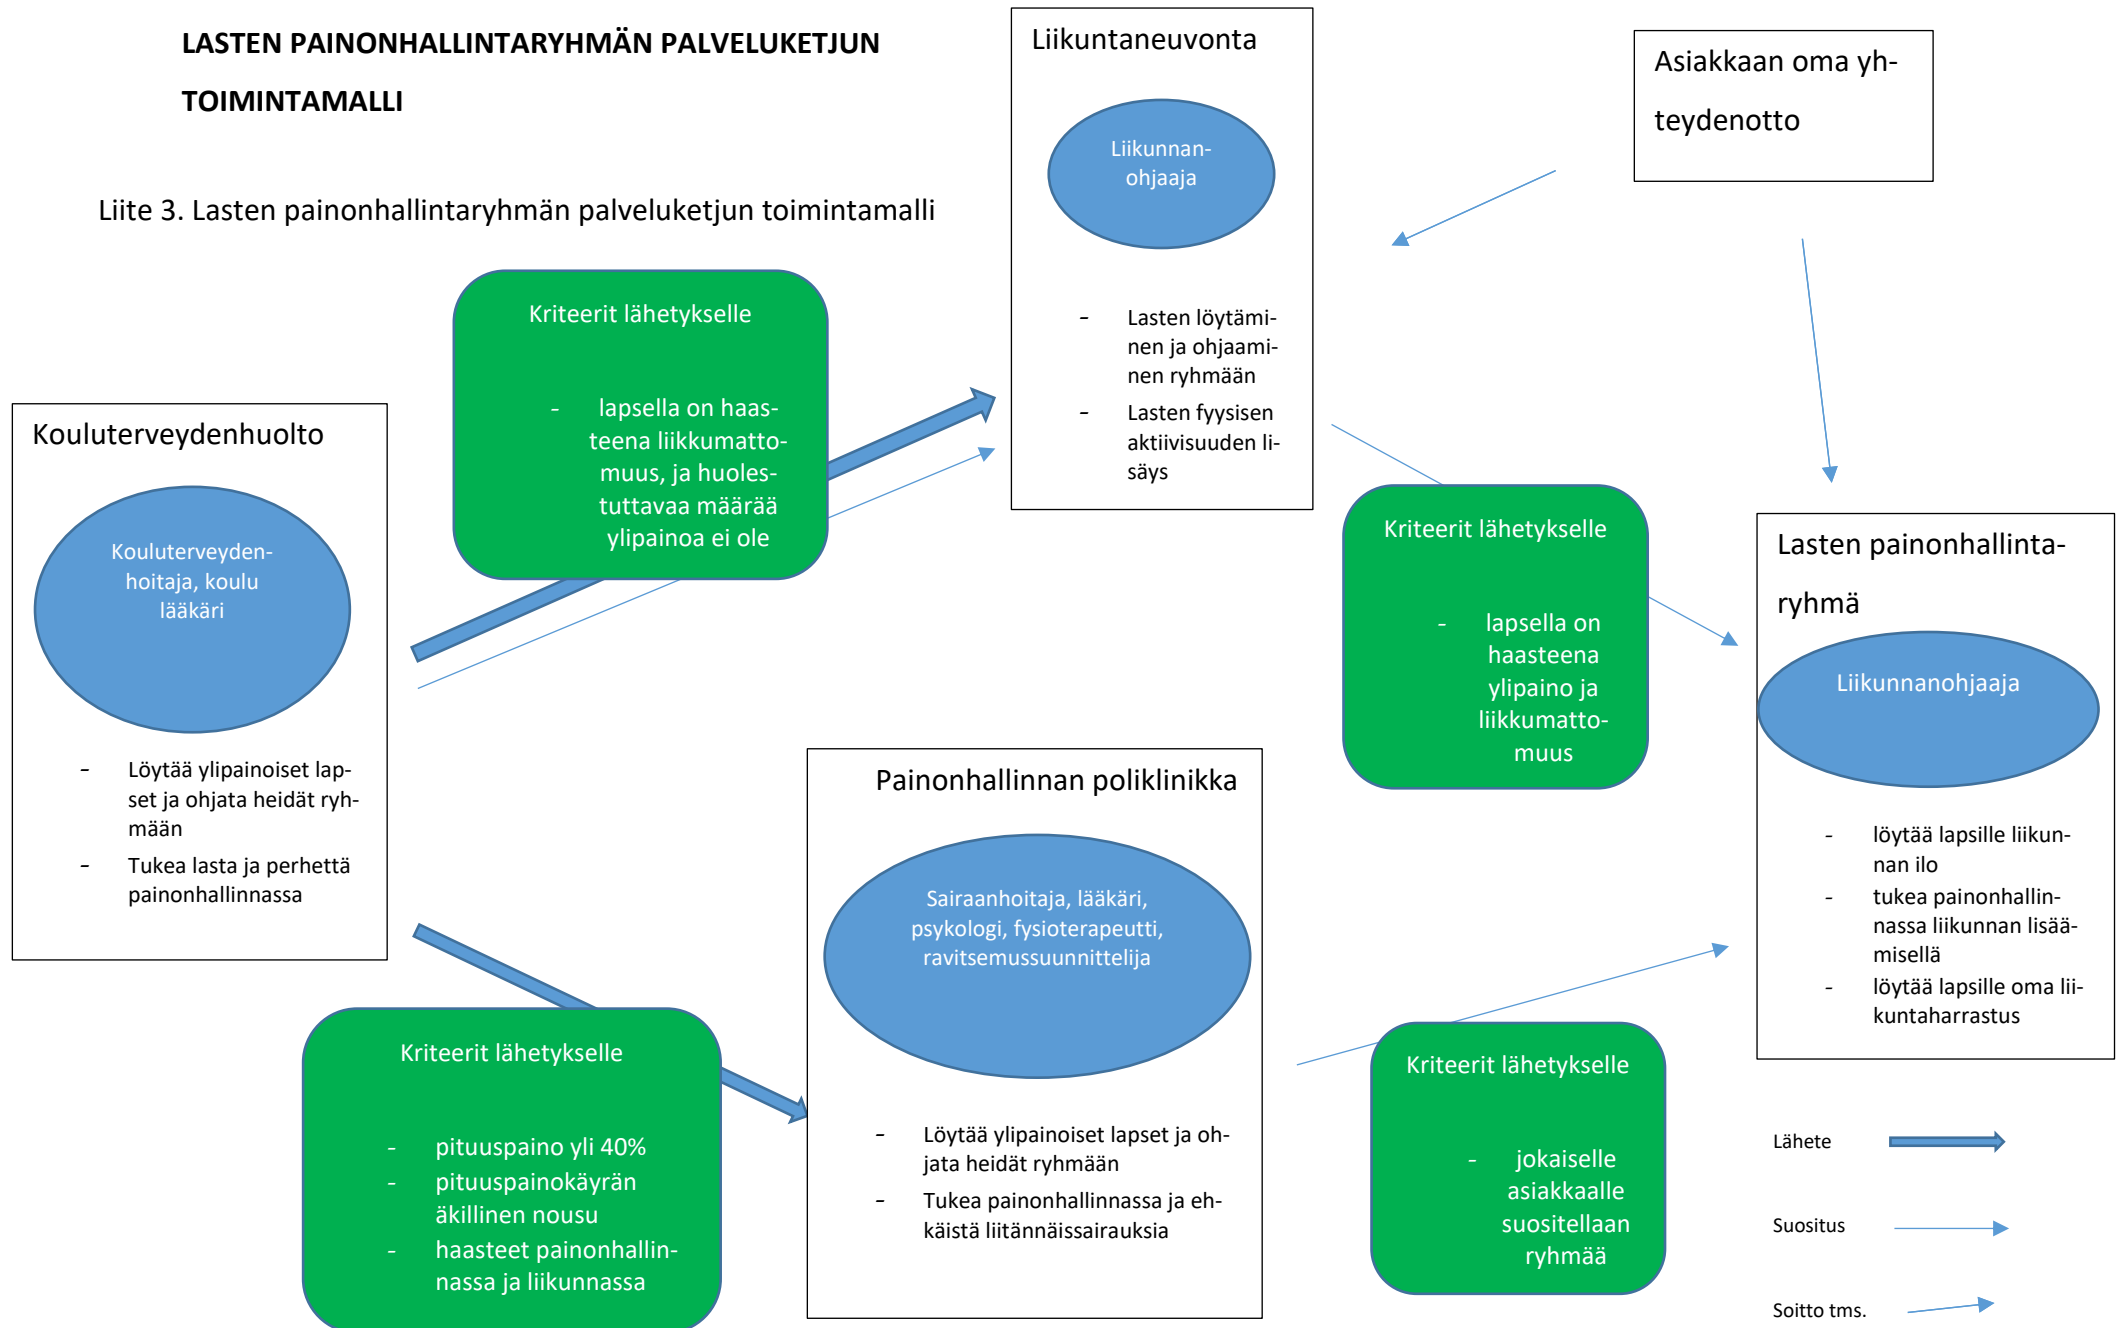 LASTEN PAINONHALLINTARYHMÄN PALVELUKETJUN
TOIMINTAMALLI
Liite 3. Lasten painonhallintaryhmän palveluketjun toimintamalli
Liikuntaneuvonta
Liikunnan-
ohjaaja
- Lasten löytämi-
nen ja ohjaami-
nen ryhmään
- Lasten fyysisen
aktiivisuuden li-
säys
Asiakkaan oma yh-
teydenotto
Kriteerit lähetykselle
- lapsella on haas-
teena liikkumatto-
muus, ja huoles-
tuttavaa määrää
ylipainoa ei ole
Kouluterveydenhuolto
Kouluterveyden-
hoitaja, koulu
lääkäri
- Löytää ylipainoiset lap-
set ja ohjata heidät ryh-
mään
- Tukea lasta ja perhettä
painonhallinnassa
Kriteerit lähetykselle
- lapsella on
haasteena
ylipaino ja
liikkumatto-
muus
Lasten painonhallinta-
ryhmä
Liikunnanohjaaja
- löytää lapsille liikun-
nan ilo
- tukea painonhallin-
nassa liikunnan lisää-
misellä
- löytää lapsille oma lii-
kuntaharrastus
Painonhallinnan poliklinikka
Sairaanhoitaja, lääkäri,
psykologi, fysioterapeutti,
ravitsemussuunnittelija
- Löytää ylipainoiset lapset ja oh-
jata heidät ryhmään
- Tukea painonhallinnassa ja eh-
käistä liitännäissairauksia
Kriteerit lähetykselle
- pituuspaino yli 40%
- pituuspainokäyrän
äkillinen nousu
- haasteet painonhallin-
nassa ja liikunnassa
Kriteerit lähetykselle
- jokaiselle
asiakkaalle
suositellaan
ryhmää
Lähete
Suositus
Soitto tms.